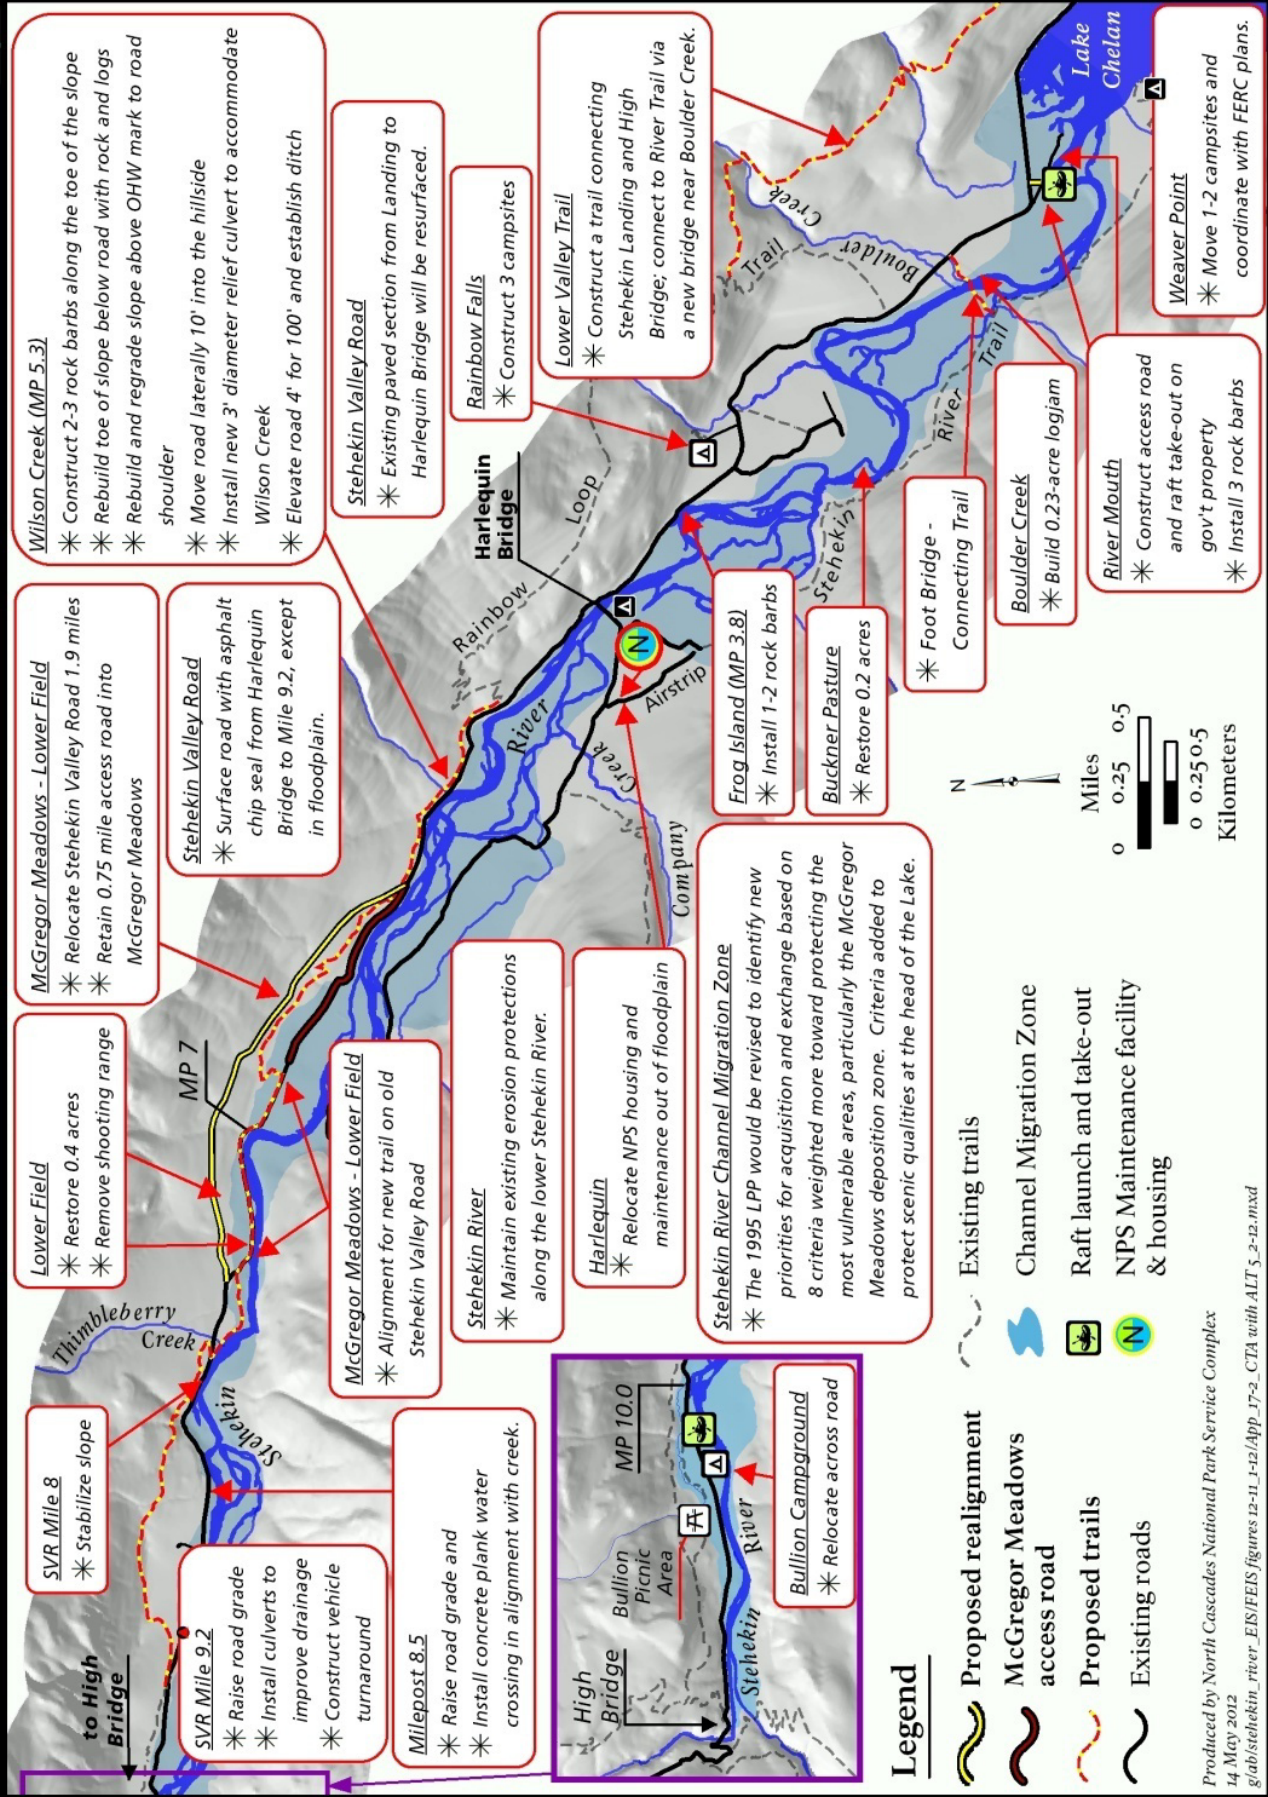 to High
Bridge
SVR Mile 8
✳ Stabilize slope
Thimbleberry
Creek
Lower Field
✳ Restore 0.4 acres
✳ Remove shooting range
MP 7
McGregor Meadows - Lower Field
✳ Relocate Stehekin Valley Road 1.9 miles
✳ Retain 0.75 mile access road into
McGregor Meadows
Wilson Creek (MP 5.3)
✳ Construct 2-3 rock barbs along the toe of the slope
✳ Rebuild toe of slope below road with rock and logs
✳ Rebuild and regrade slope above OHW mark to road
shoulder
✳ Move road laterally 10' into the hillside
✳ Install new 3' diameter relief culvert to accommodate
Wilson Creek
✳ Elevate road 4' for 100' and establish ditch
Stehekin Valley Road
✳ Surface road with asphalt
chip seal from Harlequin
Bridge to Mile 9.2, except
in floodplain.
Stehekin Valley Road
✳ Existing paved section from Landing to
Harlequin Bridge will be resurfaced.
Rainbow Falls
✳ Construct 3 campsites
Lower Valley Trail
✳ Construct a trail connecting
Stehekin Landing and High
Bridge; connect to River Trail via
a new bridge near Boulder Creek.
SVR Mile 9.2
✳ Raise road grade
✳ Install culverts to
improve drainage
✳ Construct vehicle
turnaround
Stehekin
River
Rainbow
Loop
Harlequin
Bridge
Trail
Boulder
Creek
Lake
Chelan
McGregor Meadows - Lower Field
✳ Alignment for new trail on old
Stehekin Valley Road
Milepost 8.5
✳ Raise road grade and
✳ Install concrete plank water
crossing in alignment with creek.
Stehekin River
✳ Maintain existing erosion protections
along the lower Stehekin River.
Company
Creek
N
Airstrip
Stehekin
River
Trail
Harlequin
✳ Relocate NPS housing and
maintenance out of floodplain
Frog Island (MP 3.8)
✳ Install 1-2 rock barbs
Buckner Pasture
✳ Restore 0.2 acres
✳ Foot Bridge -
Connecting Trail
Boulder Creek
✳ Build 0.23-acre logjam
River Mouth
✳ Construct access road
and raft take-out on
gov't property
✳ Install 3 rock barbs
Weaver Point
✳ Move 1-2 campsites and
coordinate with FERC plans.
Stehekin River Channel Migration Zone
✳ The 1995 LPP would be revised to identify new
priorities for acquisition and exchange based on
8 criteria weighted more toward protecting the
most vulnerable areas, particularly the McGregor
Meadows deposition zone. Criteria added to
protect scenic qualities at the head of the Lake.
High
Bridge
Bullion
Picnic
Area
MP 10.0
Stehekin
River
Bullion Campground
✳ Relocate across road
Legend
Proposed realignment
McGregor Meadows
access road
Proposed trails
Existing roads
Existing trails
Channel Migration Zone
Raft launch and take-out
N
NPS Maintenance facility
& housing
N
Miles
0 0.25 0.5
0 0.25 0.5
Kilometers
Produced by North Cascades National Park Service Complex
14 May 2012
g/ab/stehekin_river_EIS/FEIS figures 12-11_1-12/App_17-2_CTA with ALT 5_2-12.mxd